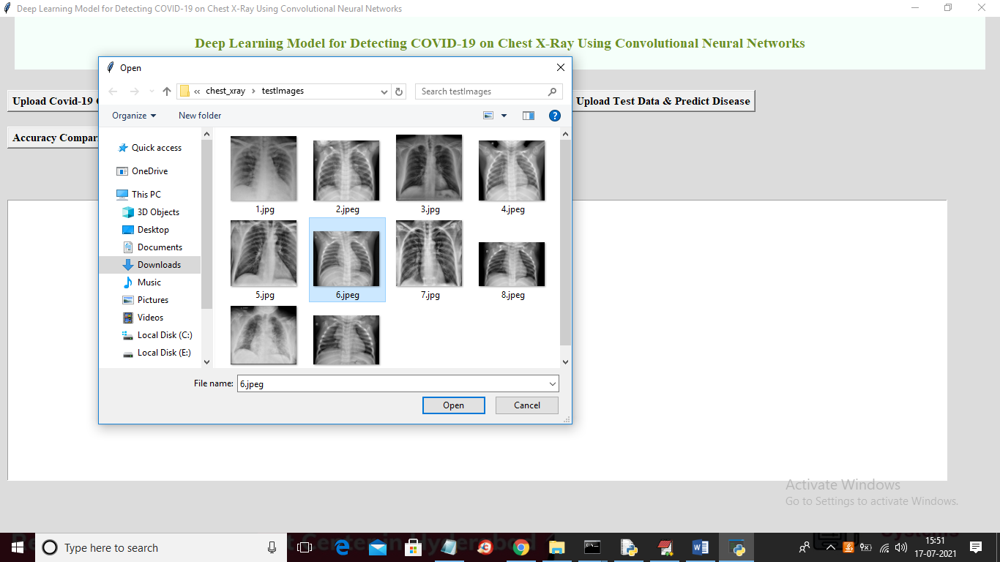 Deep Learning Model for Detecting COVID-19 on Chest X-Ray Using Convolutional Neural Networks
Deep Learning Model for Detecting COVID-19 on Chest X-Ray Using Convolutional Neural Networks
Upload Covid-19
Upload Test Data & Predict Disease
Accuracy Compar
Open
« chest_xray › testImages
Search testImages
Organize
New folder
Quick access
OneDrive
This PC
3D Objects
Desktop
Documents
Downloads
Music
Pictures
Videos
Local Disk (C:)
Local Disk (E:)
1.jpg
2.jpeg
3.jpg
4.jpeg
5.jpg
6.jpeg
7.jpg
8.jpeg
File name: 6.jpeg
Open
Cancel
Activate Windows
Go to Settings to activate Windows.
Type here to search
15:51
17-07-2021